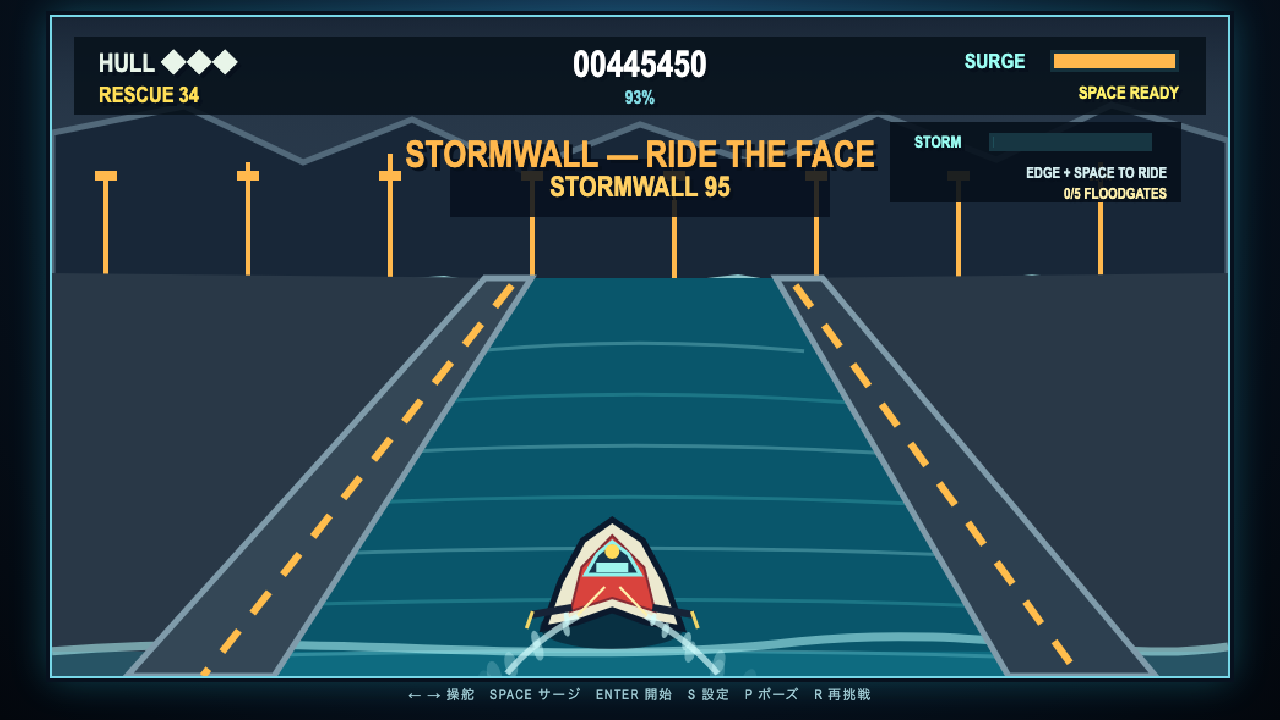 HULL
RESCUE 34
00445450
93%
SURGE
SPACE READY
STORMWALL — RIDE THE FACE
STORMWALL 95
STORM
EDGE + SPACE TO RIDE
0/5 FLOODGATES
← → 操舵 SPACE サージ ENTER 開始 S 設定 P ポーズ R 再挑戦